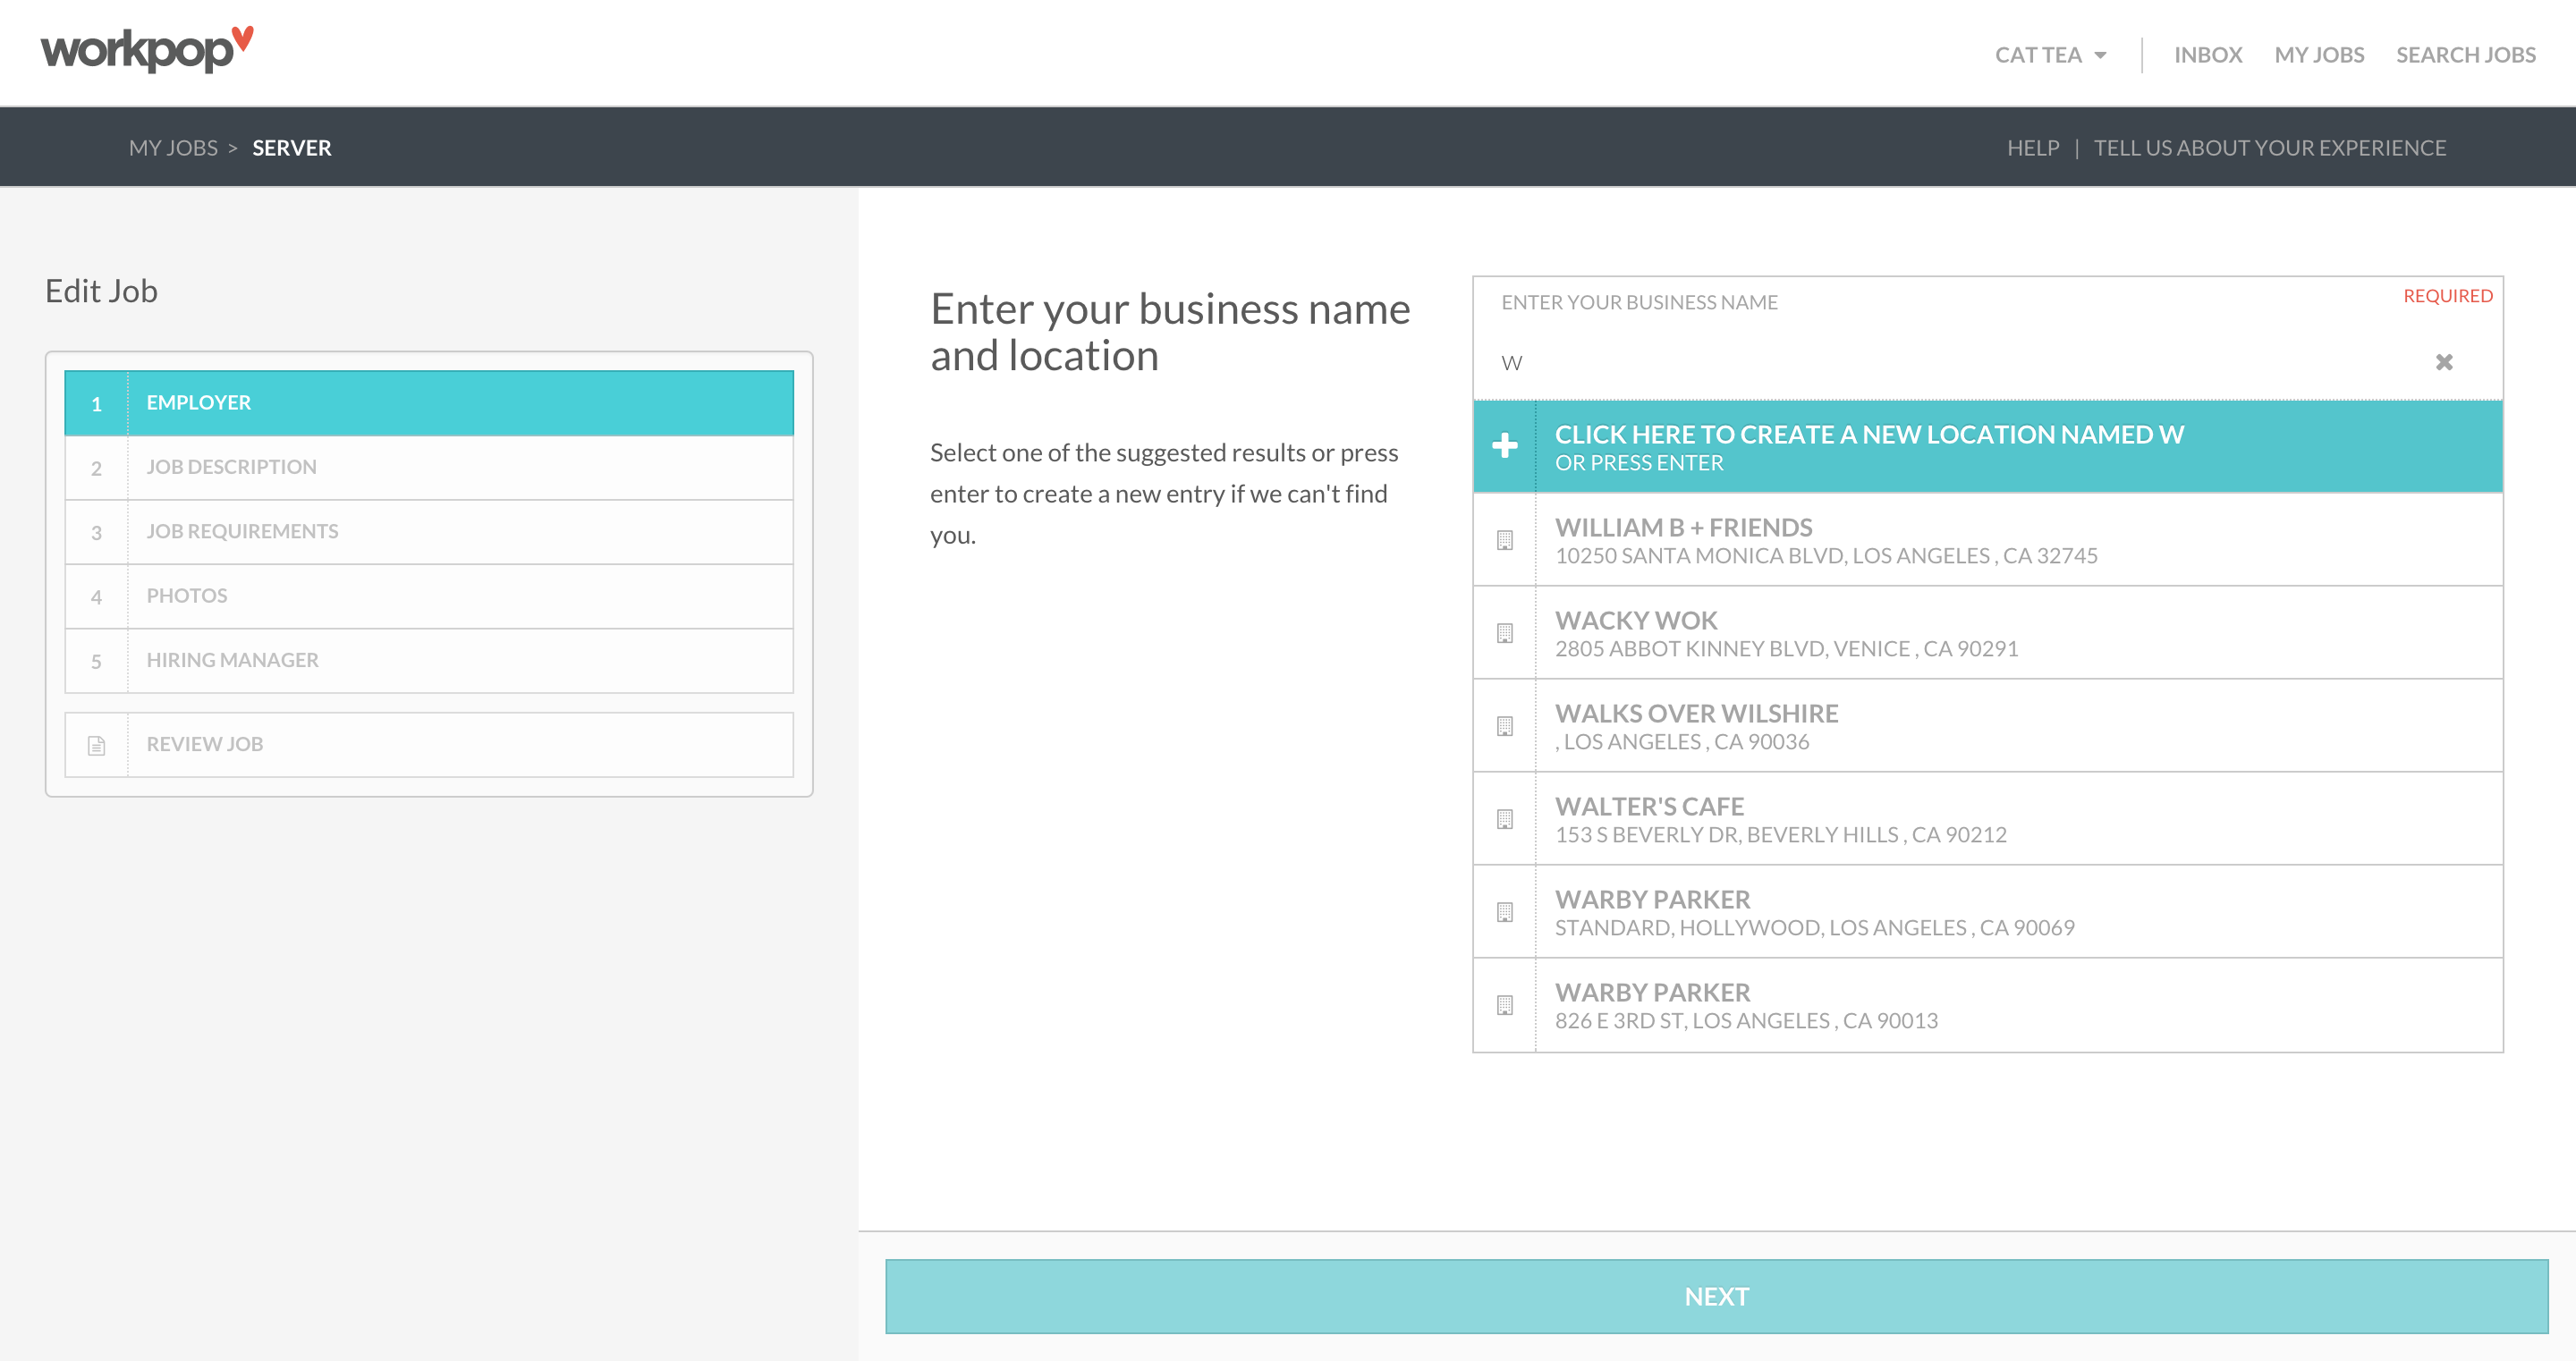 workpop
CAT TEA
INBOX
MY JOBS
SEARCH JOBS
MY JOBS > SERVER
HELP | TELL US ABOUT YOUR EXPERIENCE
Edit Job
1 EMPLOYER
2 JOB DESCRIPTION
3 JOB REQUIREMENTS
4 PHOTOS
5 HIRING MANAGER
REVIEW JOB
Enter your business name
and location
Select one of the suggested results or press
enter to create a new entry if we can't find
you.
ENTER YOUR BUSINESS NAME
REQUIRED
W
CLICK HERE TO CREATE A NEW LOCATION NAMED W
OR PRESS ENTER
WILLIAM B + FRIENDS
10250 SANTA MONICA BLVD, LOS ANGELES , CA 32745
WACKY WOK
2805 ABBOT KINNEY BLVD, VENICE , CA 90291
WALKS OVER WILSHIRE
, LOS ANGELES , CA 90036
WALTER'S CAFE
153 S BEVERLY DR, BEVERLY HILLS , CA 90212
WARBY PARKER
STANDARD, HOLLYWOOD, LOS ANGELES , CA 90069
WARBY PARKER
826 E 3RD ST, LOS ANGELES , CA 90013
NEXT